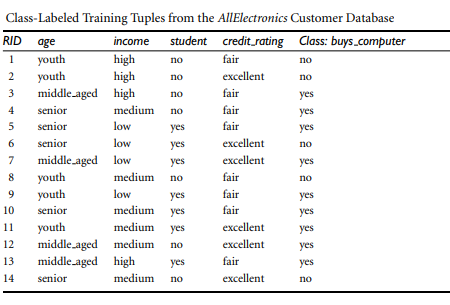 Class-Labeled Training Tuples from the AllElectronics Customer Database
RID age income student credit_rating Class: buys_computer
1 youth high no fair no
2 youth high no excellent no
3 middle_aged high no fair yes
4 senior medium no fair yes
5 senior low yes fair yes
6 senior low yes excellent no
7 middle_aged low yes excellent yes
8 youth medium no fair no
9 youth low yes fair yes
10 senior medium yes fair yes
11 youth medium yes excellent yes
12 middle_aged medium no excellent yes
13 middle_aged high yes fair yes
14 senior medium no excellent no